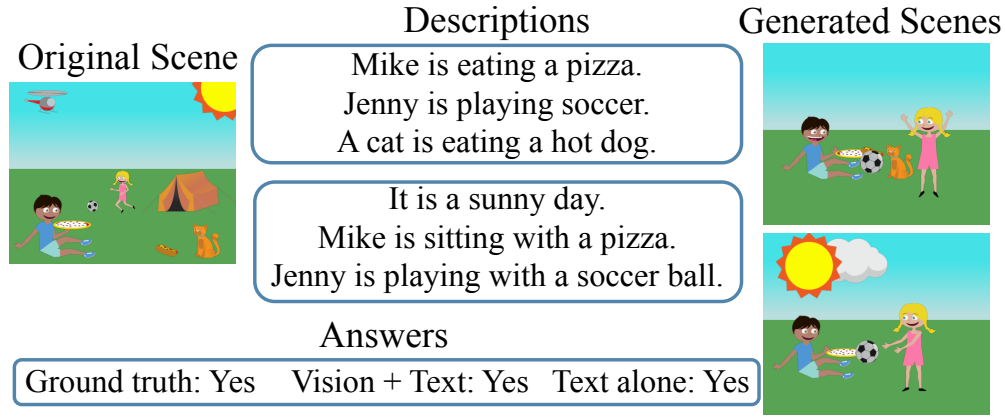 Original Scene
Descriptions
Mike is eating a pizza.
Jenny is playing soccer.
A cat is eating a hot dog.
It is a sunny day.
Mike is sitting with a pizza.
Jenny is playing with a soccer ball.
Generated Scenes
Answers
Ground truth: Yes Vision + Text: Yes Text alone: Yes